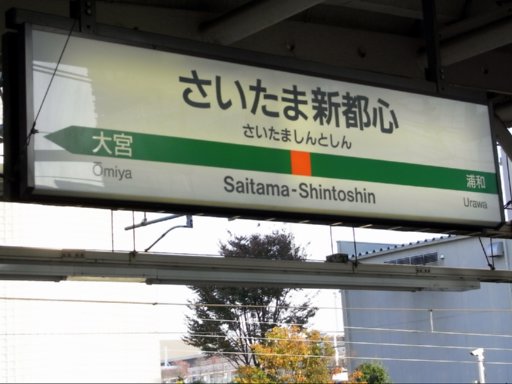 さいたま新都心
さいたましんとしん
大宮
浦和
Ōmiya
Saitama-Shintoshin
Urawa